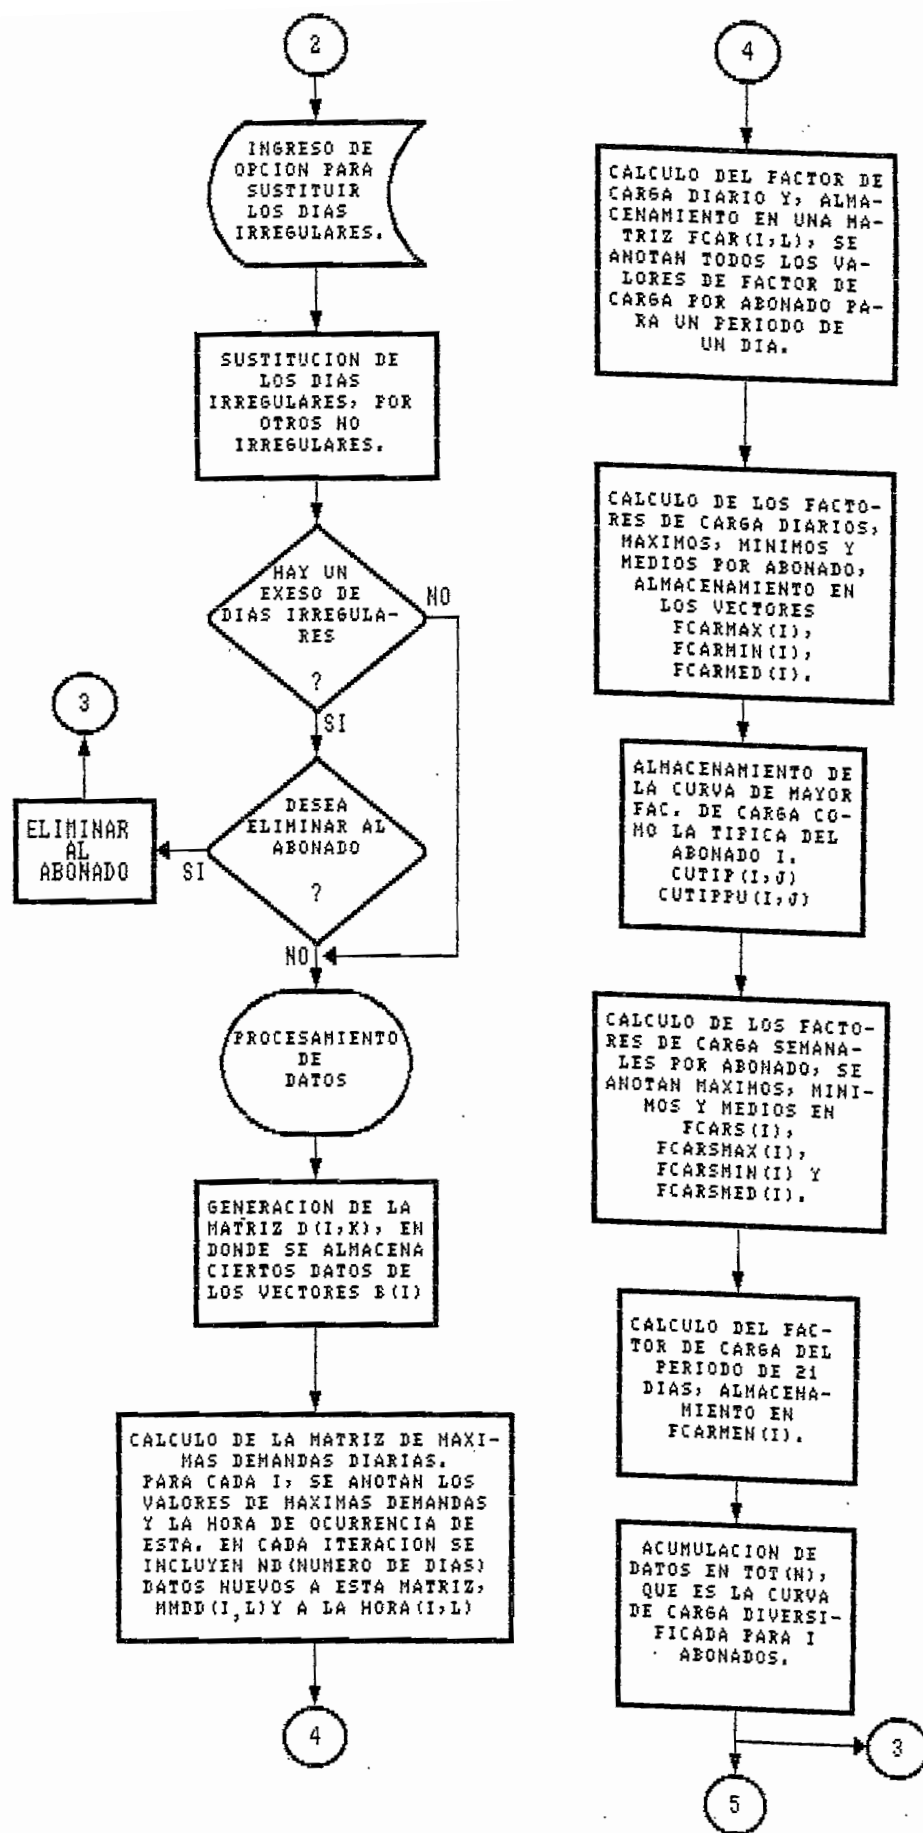 2
INGRESO DE
OPCION PARA
SUSTITUIR
LOS DIAS
IRREGULARES.
SUSTITUCION DE
LOS DIAS
IRREGULARES, POR
OTROS NO
IRREGULARES.
HAY UN
EXESO DE
DIAS IRREGULA-
RES
?
NO
SI
3
DESEA
ELIMINAR AL
ABONADO
?
SI
ELIMINAR
AL
ABONADO
NO
PROCESAMIENTO
DE
DATOS
GENERACION DE LA
MATRIZ D(I,K), EN
DONDE SE ALMACENA
CIERTOS DATOS DE
LOS VECTORES B(I)
CALCULO DE LA MATRIZ DE MAXI-
MAS DEMANDAS DIARIAS.
PARA CADA I, SE ANOTAN LOS
VALORES DE MAXIMAS DEMANDAS
Y LA HORA DE OCURRENCIA DE
ESTA. EN CADA ITERACION SE
INCLUYEN ND(NUMERO DE DIAS)
DATOS NUEVOS A ESTA MATRIZ,
MMDD(I,L)Y A LA HORA(I,L)
4
4
CALCULO DEL FACTOR DE
CARGA DIARIO Y, ALMA-
CENAMIENTO EN UNA MA-
TRIZ FCAR(I,L), SE
ANOTAN TODOS LOS VA-
LORES DE FACTOR DE
CARGA POR ABONADO PA-
RA UN PERIODO DE
UN DIA.
CALCULO DE LOS FACTO-
RES DE CARGA DIARIOS,
MAXIMOS, MINIMOS Y
MEDIOS POR ABONADO,
ALMACENAMIENTO EN
LOS VECTORES
FCARMAX(I),
FCARMIN(I),
FCARMED(I).
ALMACENAMIENTO DE
LA CURVA DE MAYOR
FAC. DE CARGA CO-
MO LA TIPICA DEL
ABONADO I.
CUTIP(I,J)
CUTIPPU(I,J)
CALCULO DE LOS FACTO-
RES DE CARGA SEMANA-
LES POR ABONADO, SE
ANOTAN MAXIMOS, MINI-
MOS Y MEDIOS EN
FCARS(I),
FCARSMAX(I),
FCARSMIN(I) Y
FCARSMED(I).
CALCULO DEL FAC-
TOR DE CARGA DEL
PERIODO DE 21
DIAS, ALMACENA-
MIENTO EN
FCARMEN(I).
ACUMULACION DE
DATOS EN TOT(N),
QUE ES LA CURVA
DE CARGA DIVERSI-
FICADA PARA I
ABONADOS.
3
5